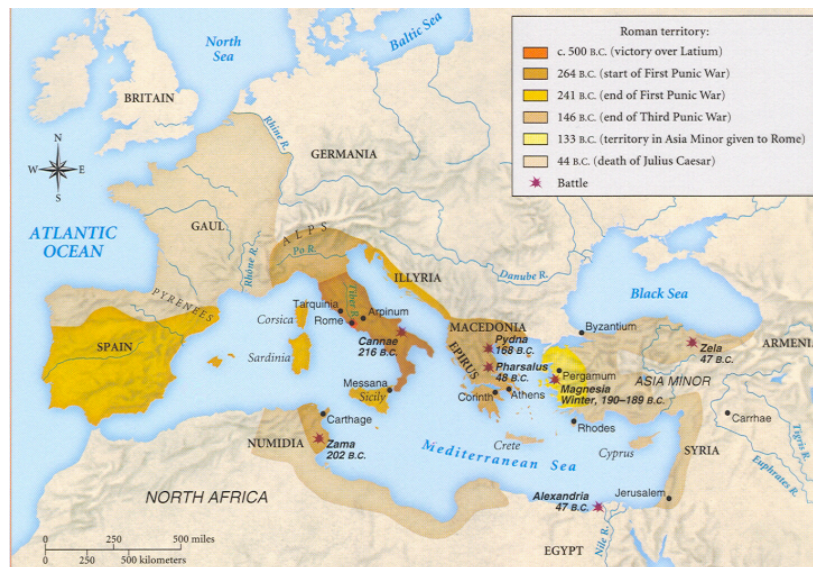 Roman territory:
c. 500 B.C. (victory over Latium)
264 B.C. (start of First Punic War)
241 B.C. (end of First Punic War)
146 B.C. (end of Third Punic War)
133 B.C. (territory in Asia Minor given to Rome)
44 B.C. (death of Julius Caesar)
Battle
North
Sea
Baltic Sea
BRITAIN
N
W E
S
Rhine R.
GERMANIA
ATLANTIC
OCEAN
GAUL
ALPS
Po R.
Rhône R.
Danube R.
ILLYRIA
Black Sea
PYRENEES
Corsica
Tarquinia
Tiber R.
Arpinum
Rome
SPAIN
Cannae
216 B.C.
Sardinia
MACEDONIA
Pydna
168 B.C.
EPIRUS
Pharsalus
48 B.C.
Byzantium
Zela
47 B.C.
ARMENIA
Pergamum
ASIA MINOR
Magnesia
Winter, 190–189 B.C.
Messana
Sicily
Corinth
Athens
Carthage
Rhodes
Carrhae
Tigris R.
Euphrates R.
NUMIDIA
Zama
202 B.C.
Crete
Cyprus
SYRIA
Mediterranean Sea
NORTH AFRICA
Alexandria
47 B.C.
Jerusalem
Nile R.
EGYPT
0 250 500 miles
0 250 500 kilometers